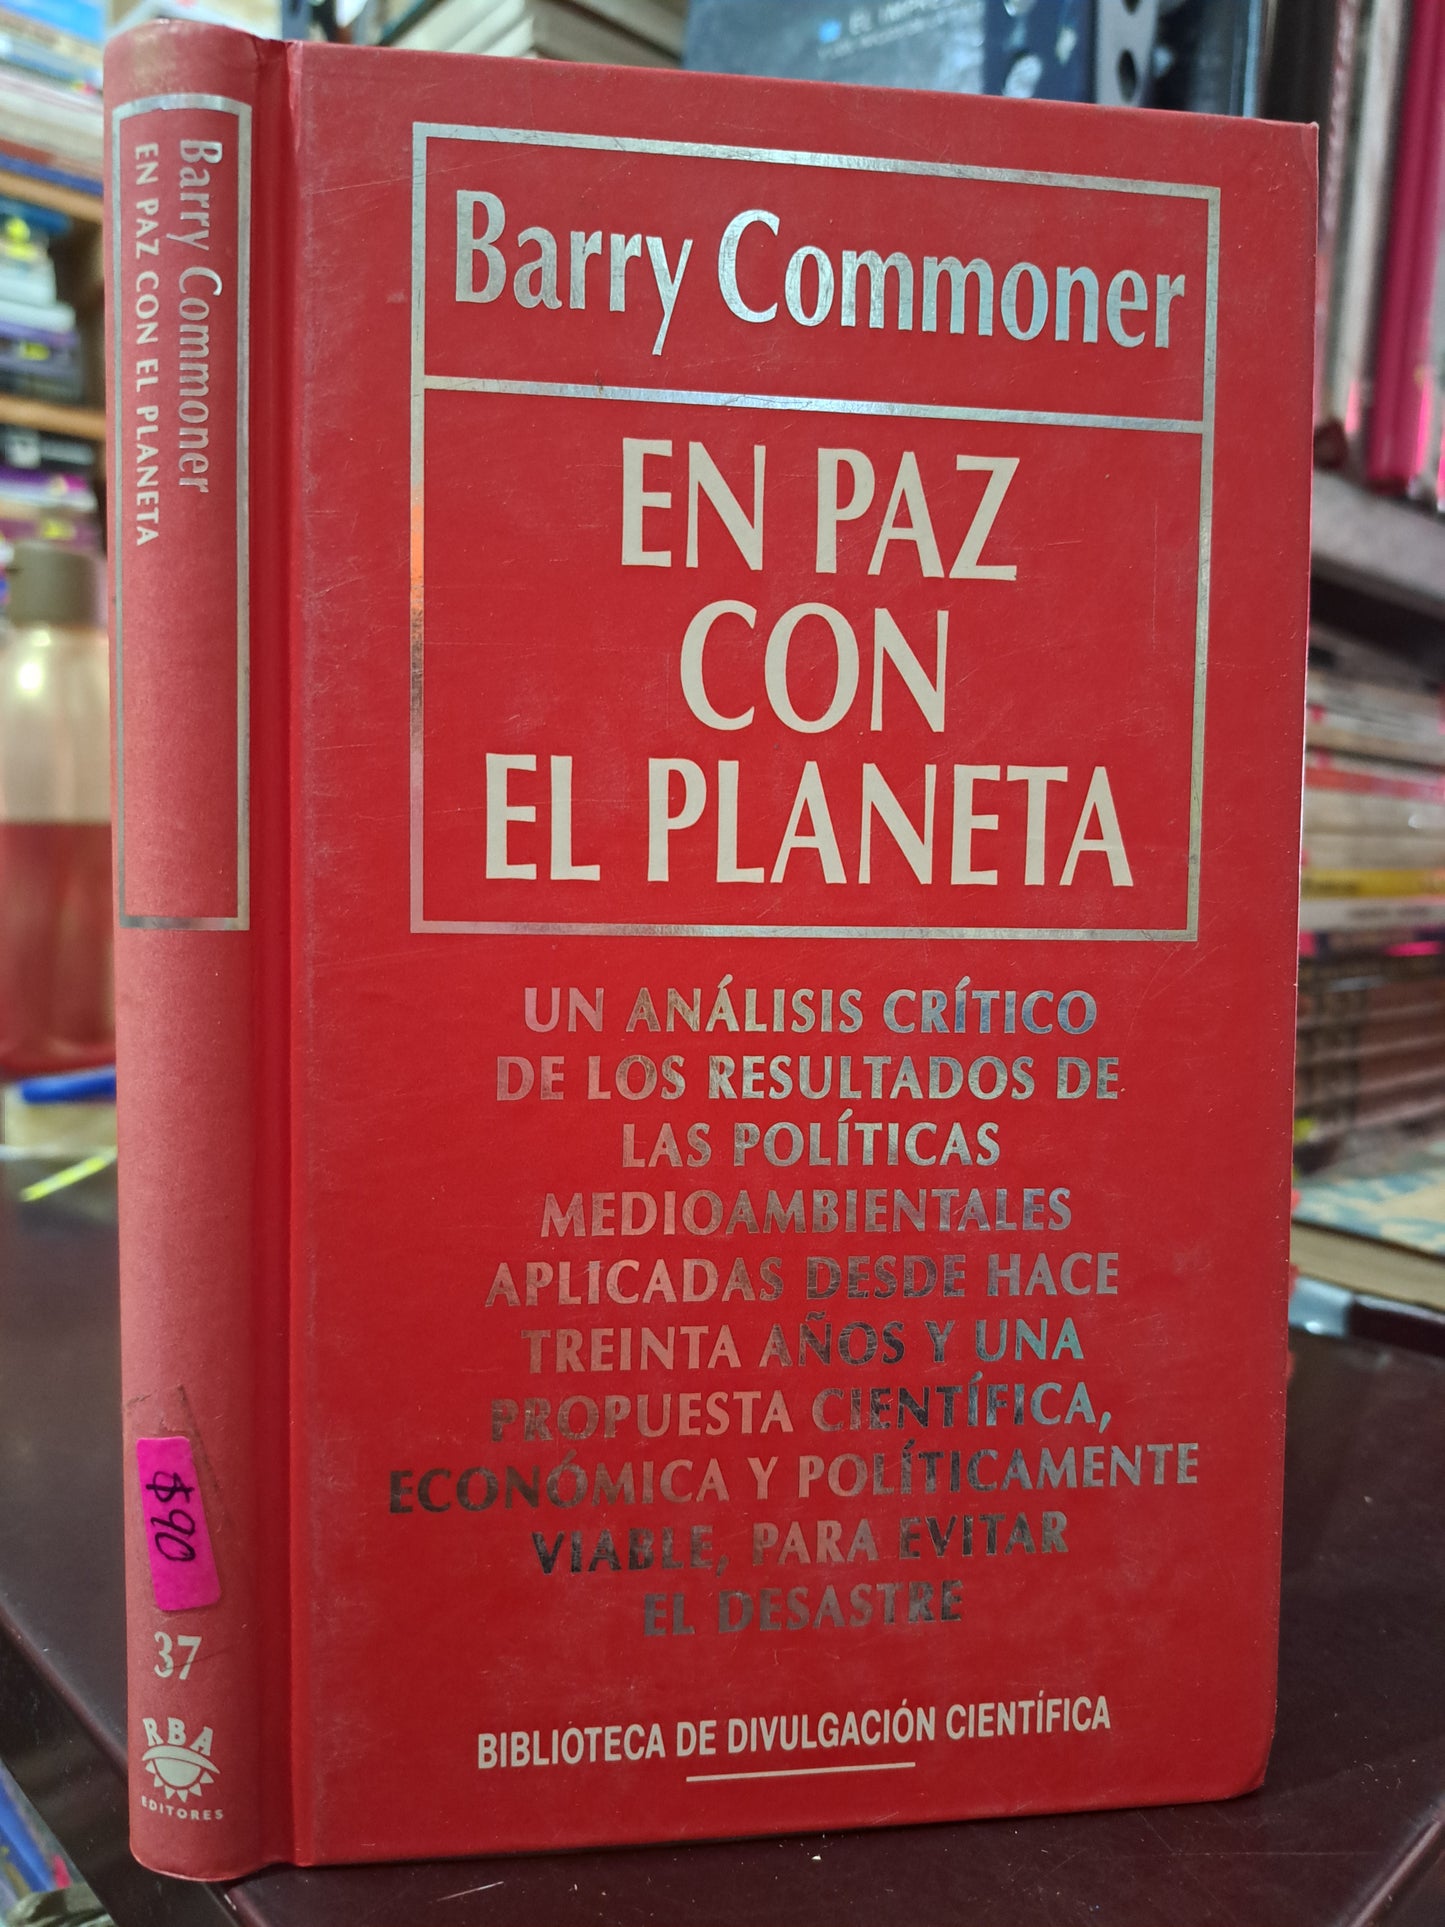 Barry Commoner
EN PAZ
CON
EL PLANETA
UN ANÁLISIS CRÍTICO
DE LOS RESULTADOS DE
LAS POLÍTICAS
MEDIOAMBIENTALES
APLICADAS DESDE HACE
TREINTA AÑOS Y UNA
PROPUESTA CIENTÍFICA,
ECONÓMICA Y POLÍTICAMENTE
VIABLE, PARA EVITAR
EL DESASTRE
BIBLIOTECA DE DIVULGACIÓN CIENTÍFICA
Barry Commoner
EN PAZ CON EL PLANETA
$90
37
RBA
EDITORES